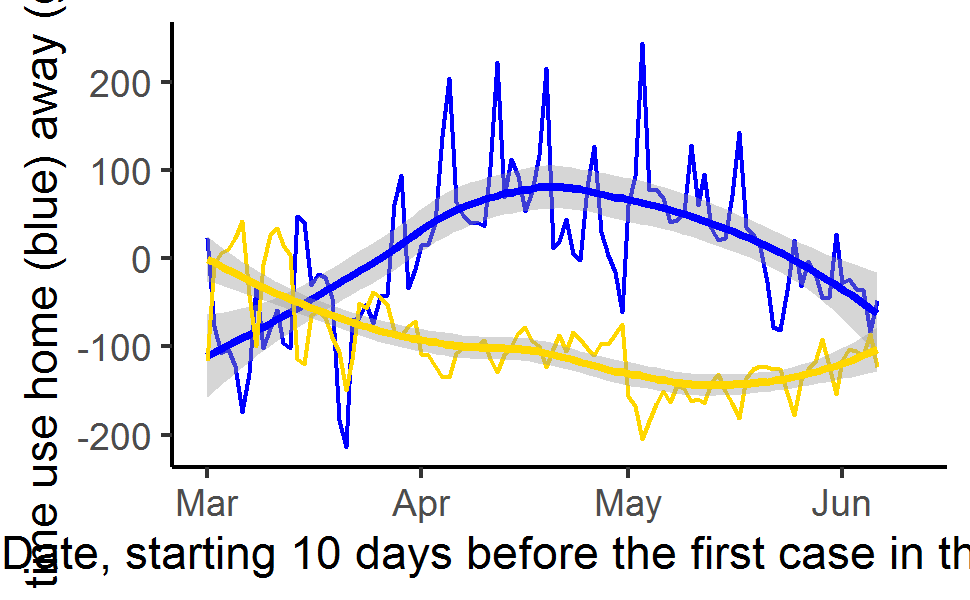 time use home (blue) away (
200
100
0
-100
-200
Mar Apr May Jun
Date, starting 10 days before the first case in th